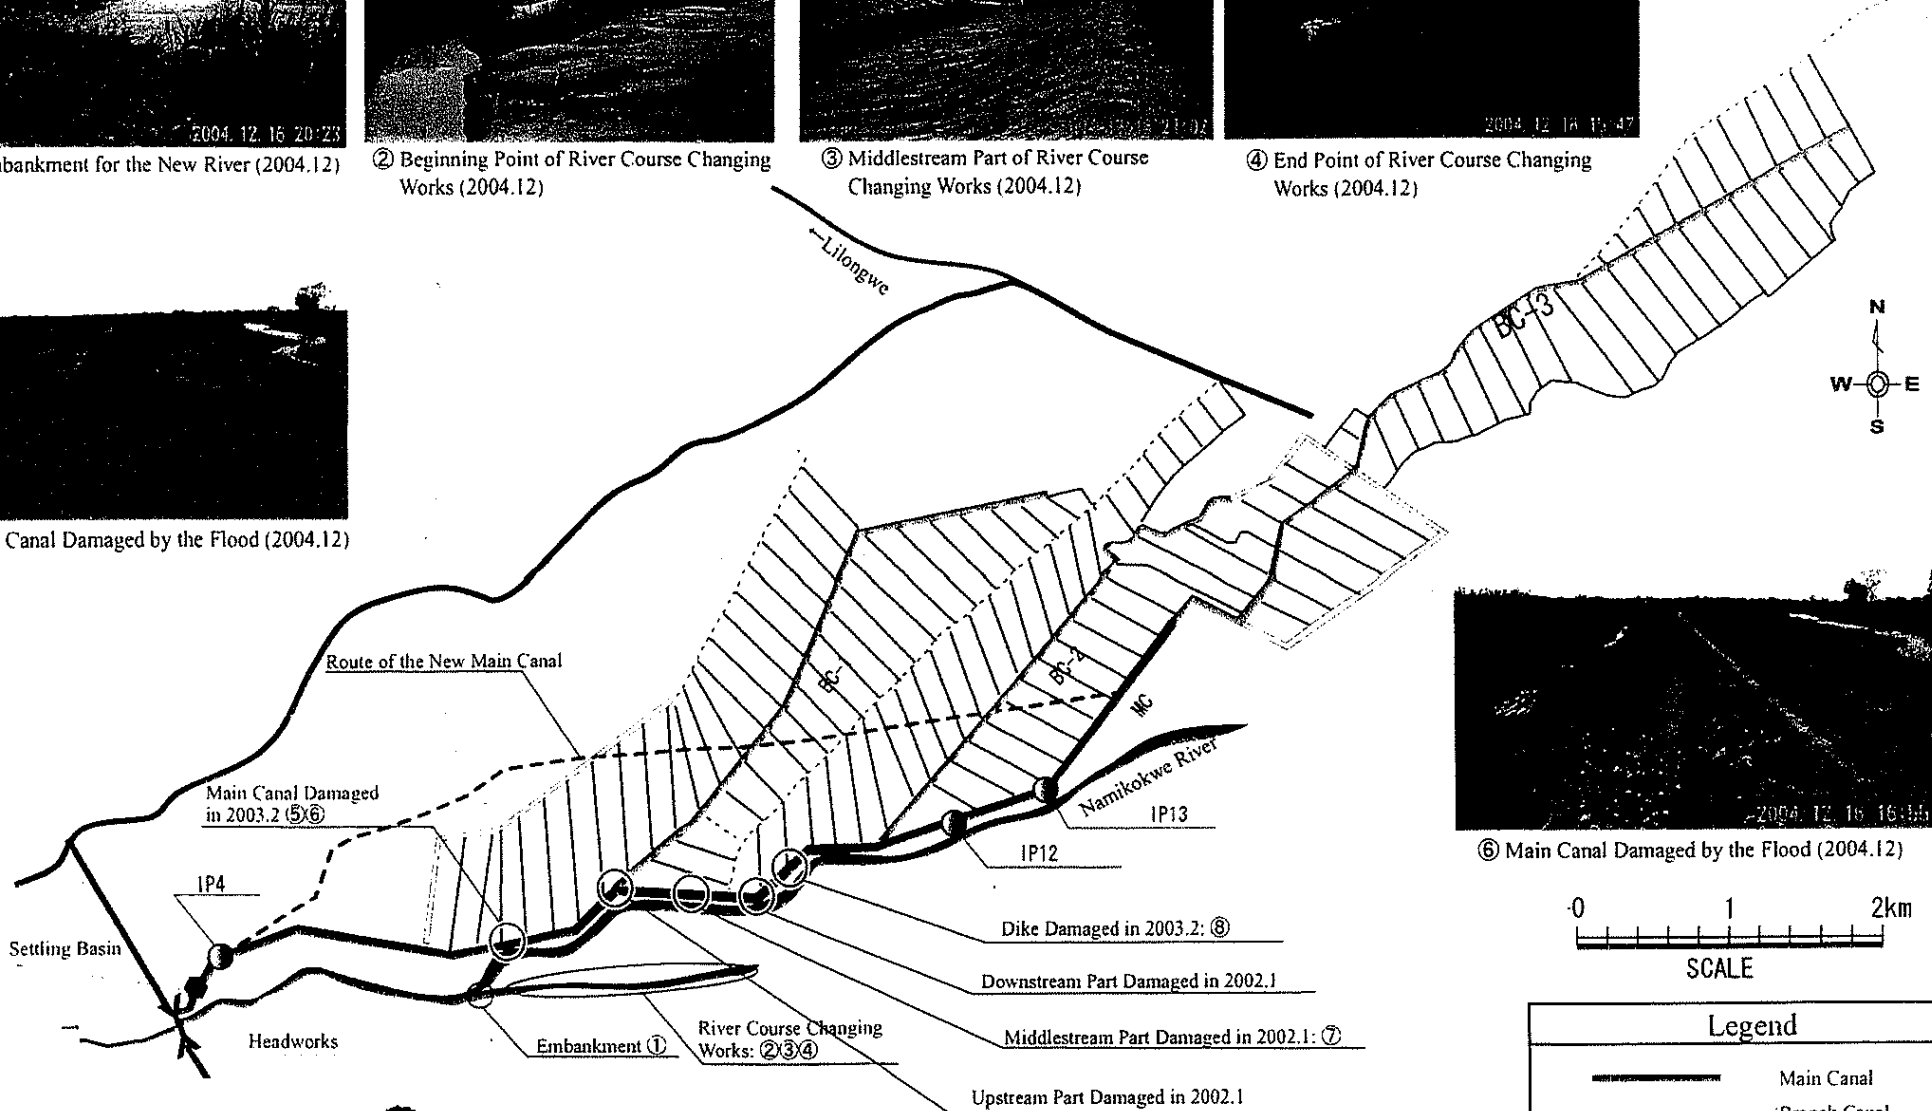 2004.12.16 20:23
2004.12.16 15:47
bankment for the New River (2004.12)
② Beginning Point of River Course Changing
Works (2004.12)
③ Middlestream Part of River Course
Changing Works (2004.12)
④ End Point of River Course Changing
Works (2004.12)
←Lilongwe
BC-3
N
W E
S
Canal Damaged by the Flood (2004.12)
Route of the New Main Canal
BC-
BC-2
MC
Namikokwe River
Main Canal Damaged
in 2003.2 ⑤⑥
2004.12.16 16:55
⑥ Main Canal Damaged by the Flood (2004.12)
IP13
IP12
IP4
0 1 2km
SCALE
Settling Basin
Dike Damaged in 2003.2: ⑧
Downstream Part Damaged in 2002.1
Headworks
Embankment ①
River Course Changing
Works: ②③④
Middlestream Part Damaged in 2002.1: ⑦
Upstream Part Damaged in 2002.1
Legend
Main Canal